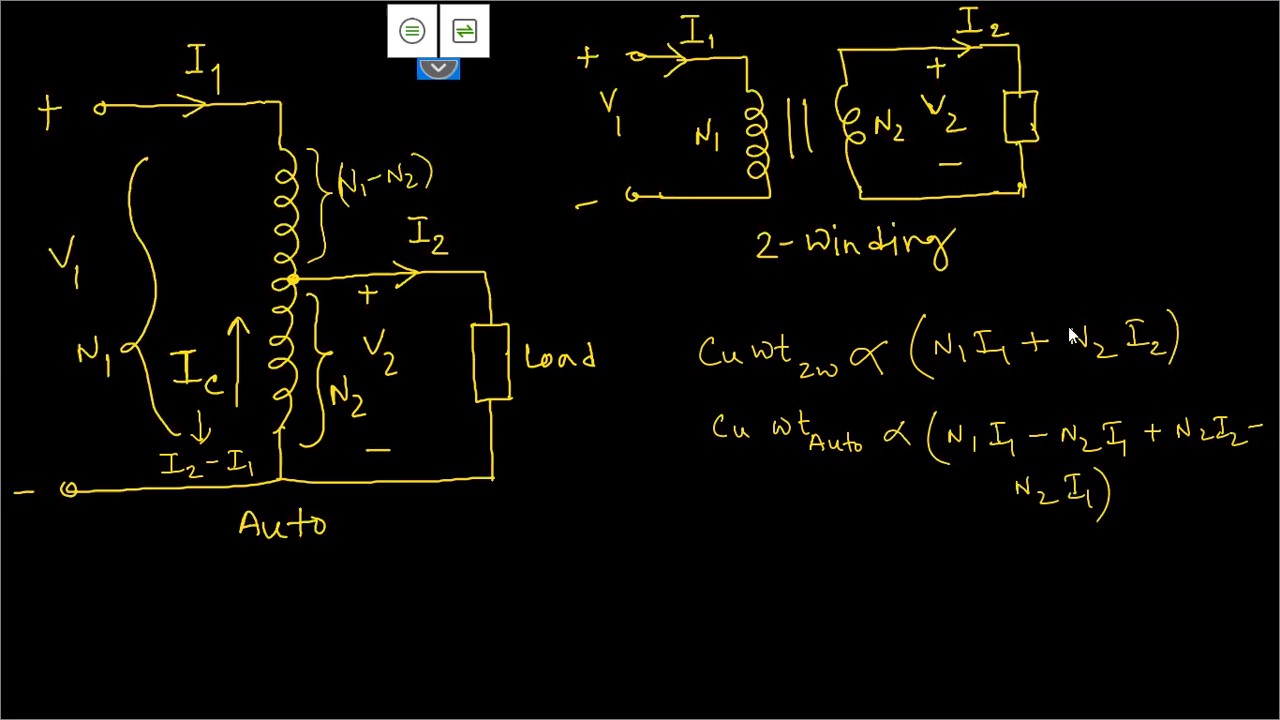 I1
+
(N1-N2)
V1
N1
I2
+
V2
N2
-
Load
Ic
I2-I1
-
Auto
I1
+
V1
-
N1
N2
I2
+
V2
-
2-winding
Cu wt2w ∝ (N1I1 + N2I2)
Cu wtAuto ∝ (N1I1 - N2I1 + N2I2 -
N2I1)